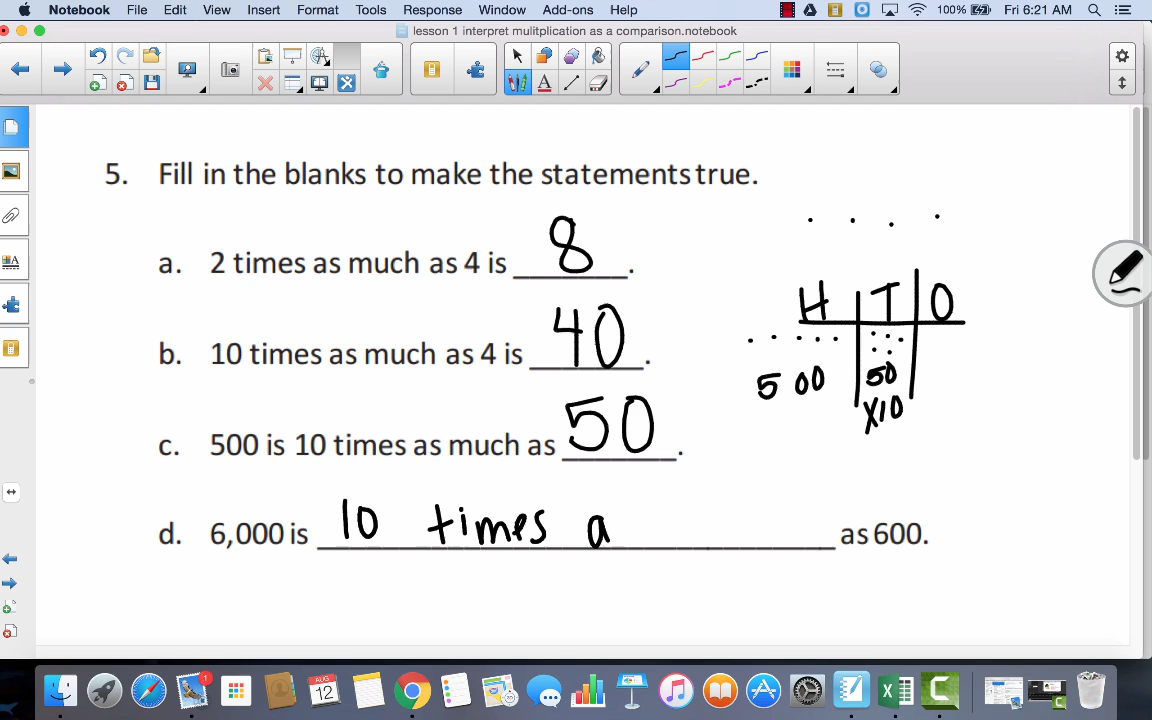 Notebook File Edit View Insert Format Tools Response Window Add-ons Help 100% Fri 6:21 AM
lesson 1 interpret mulitplication as a comparison.notebook
5. Fill in the blanks to make the statements true.
a. 2 times as much as 4 is 8.
b. 10 times as much as 4 is 40.
c. 500 is 10 times as much as 50.
d. 6,000 is 10 times a as 600.
H T O
500 50
X10
A
AA
1
AUG
12
X
C